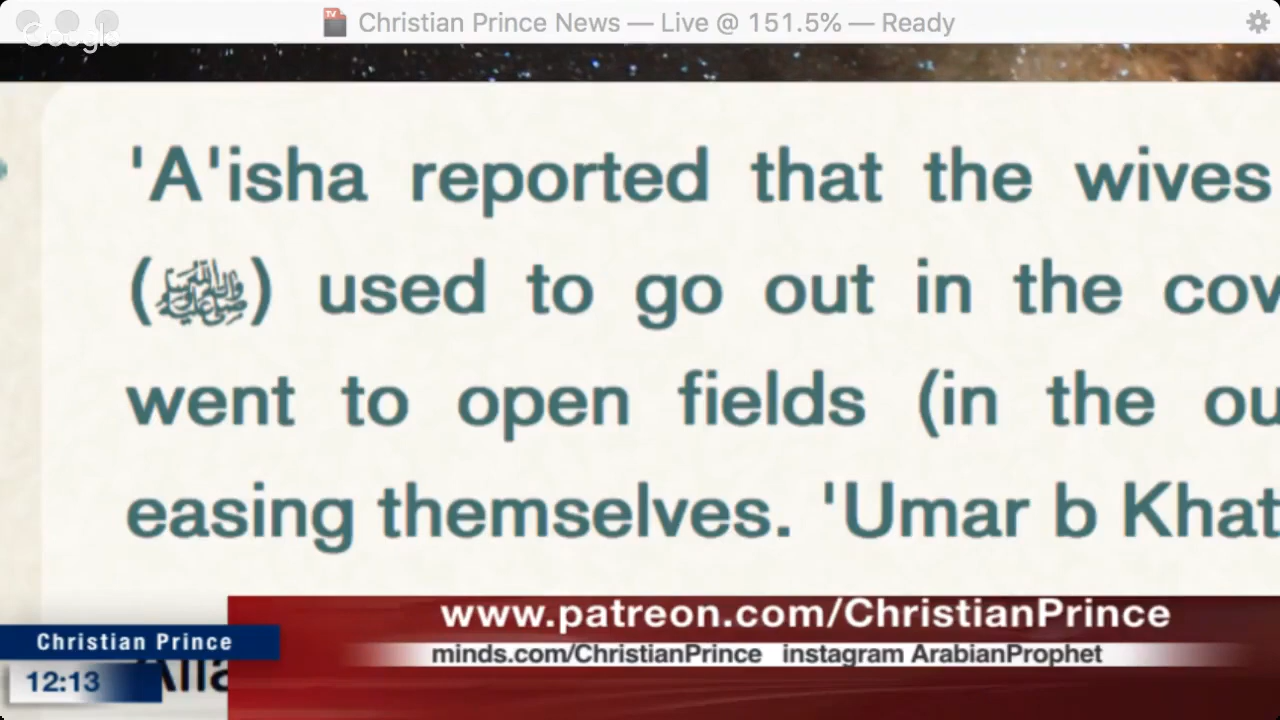 Christian Prince News — Live @ 151.5% — Ready
Google
'A'isha reported that the wives
(ﷺ) used to go out in the cov
went to open fields (in the ou
easing themselves. 'Umar b Khat
www.patreon.com/ChristianPrince
Christian Prince
minds.com/ChristianPrince instagram ArabianProphet
12:13
Alla